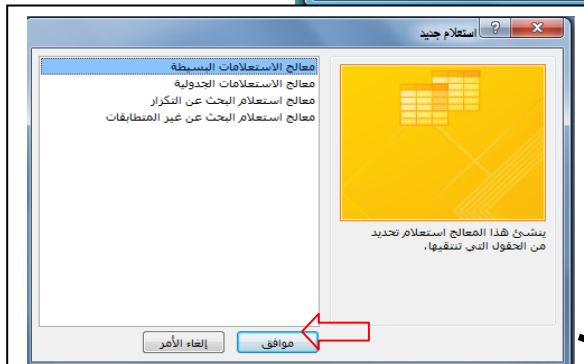 استعلام جديد
معالج الاستعلامات البسيطة
معالج الاستعلامات الجدولية
معالج استعلام البحث عن التكرار
معالج استعلام البحث عن غير المتطابقات
ينشئ هذا المعالج استعلام تحديد
من الحقول التي تنتقيها.
موافق
إلغاء الأمر